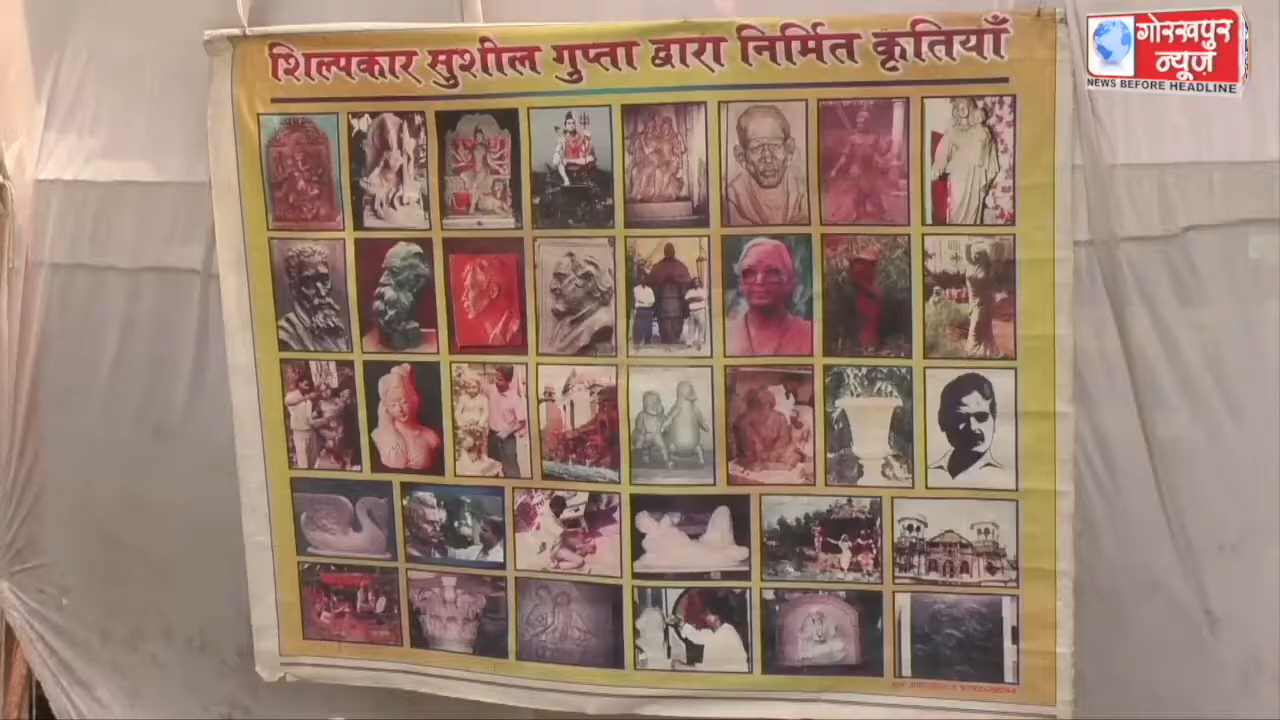 शिल्पकार सुशील गुप्ता द्वारा निर्मित कृतियाँ
गोरखपुर
न्यूज़
NEWS BEFORE HEADLINE